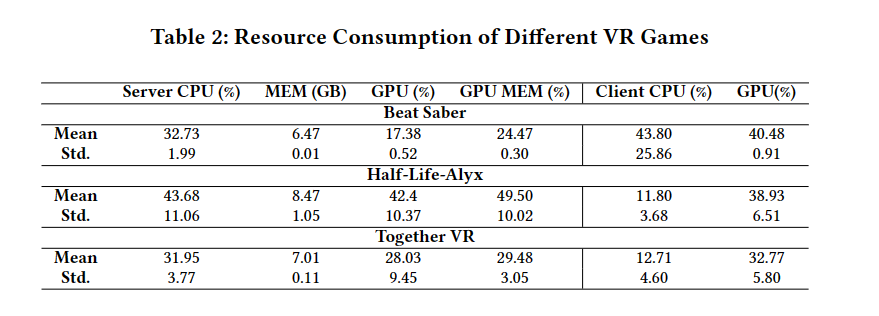 Table 2: Resource Consumption of Different VR Games
Server CPU (%) MEM (GB) GPU (%) GPU MEM (%) Client CPU (%) GPU(%)
Beat Saber
Mean 32.73 6.47 17.38 24.47 43.80 40.48
Std. 1.99 0.01 0.52 0.30 25.86 0.91
Half-Life-Alyx
Mean 43.68 8.47 42.4 49.50 11.80 38.93
Std. 11.06 1.05 10.37 10.02 3.68 6.51
Together VR
Mean 31.95 7.01 28.03 29.48 12.71 32.77
Std. 3.77 0.11 9.45 3.05 4.60 5.80